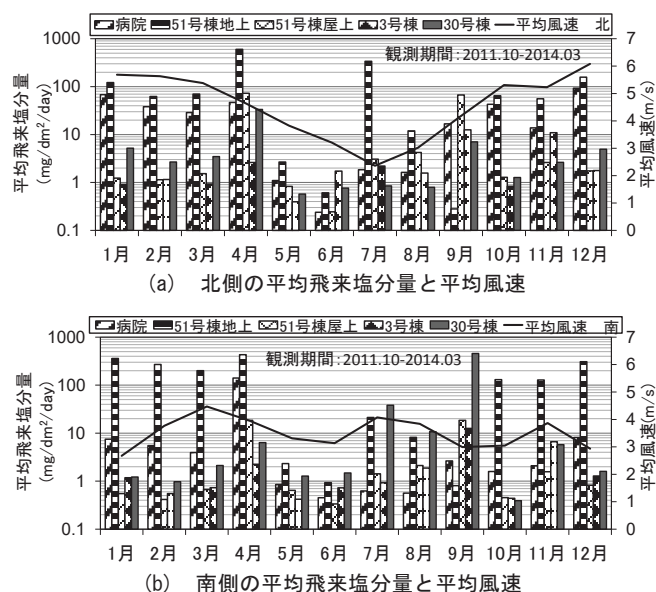 病院 51号棟地上 51号棟屋上 3号棟 30号棟 平均風速 北
観測期間:2011.10-2014.03
平均飛来塩分量
(mg/dm²/day)
1000
100
10
1
0.1
7
6
5
4
3
2
1
0
平均風速(m/s)
1月 2月 3月 4月 5月 6月 7月 8月 9月 10月 11月 12月
(a) 北側の平均飛来塩分量と平均風速
病院 51号棟地上 51号棟屋上 3号棟 30号棟 平均風速 南
観測期間:2011.10-2014.03
平均飛来塩分量
(mg/dm²/day)
1000
100
10
1
0.1
7
6
5
4
3
2
1
0
平均風速(m/s)
1月 2月 3月 4月 5月 6月 7月 8月 9月 10月 11月 12月
(b) 南側の平均飛来塩分量と平均風速